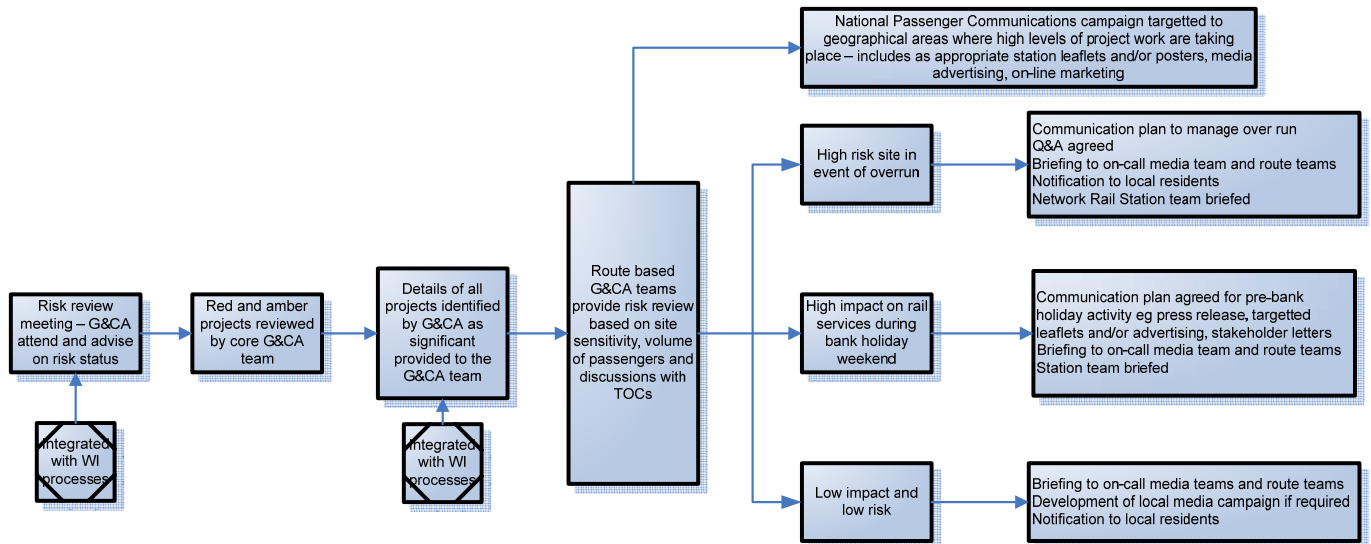 National Passenger Communications campaign targetted to
geographical areas where high levels of project work are taking
place – includes as appropriate station leaflets and/or posters, media
advertising, on-line marketing
High risk site in
event of overrun
Communication plan to manage over run
Q&A agreed
Briefing to on-call media team and route teams
Notification to local residents
Network Rail Station team briefed
Risk review
meeting – G&CA
attend and advise
on risk status
Red and amber
projects reviewed
by core G&CA
team
Details of all
projects identified
by G&CA as
significant
provided to the
G&CA team
Route based
G&CA teams
provide risk review
based on site
sensitivity, volume
of passengers and
discussions with
TOCs
High impact on rail
services during
bank holiday
weekend
Communication plan agreed for pre-bank
holiday activity eg press release, targetted
leaflets and/or advertising, stakeholder letters
Briefing to on-call media team and route teams
Station team briefed
Integrated
with WI
processes
Integrated
with WI
processes
Low impact and
low risk
Briefing to on-call media teams and route teams
Development of local media campaign if required
Notification to local residents